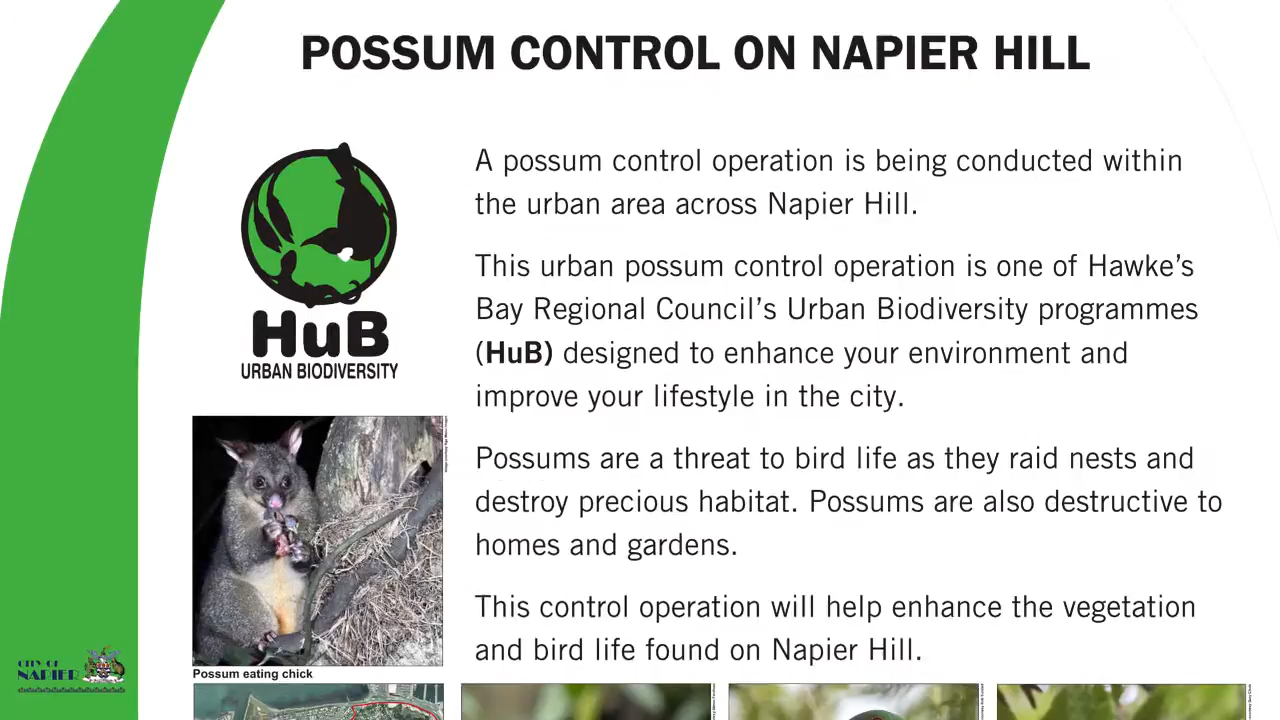 POSSUM CONTROL ON NAPIER HILL
A possum control operation is being conducted within
the urban area across Napier Hill.
This urban possum control operation is one of Hawke's
Bay Regional Council's Urban Biodiversity programmes
(HuB) designed to enhance your environment and
improve your lifestyle in the city.
Possums are a threat to bird life as they raid nests and
destroy precious habitat. Possums are also destructive to
homes and gardens.
This control operation will help enhance the vegetation
and bird life found on Napier Hill.
HuB
URBAN BIODIVERSITY
Possum eating chick
CITY OF
NAPIER